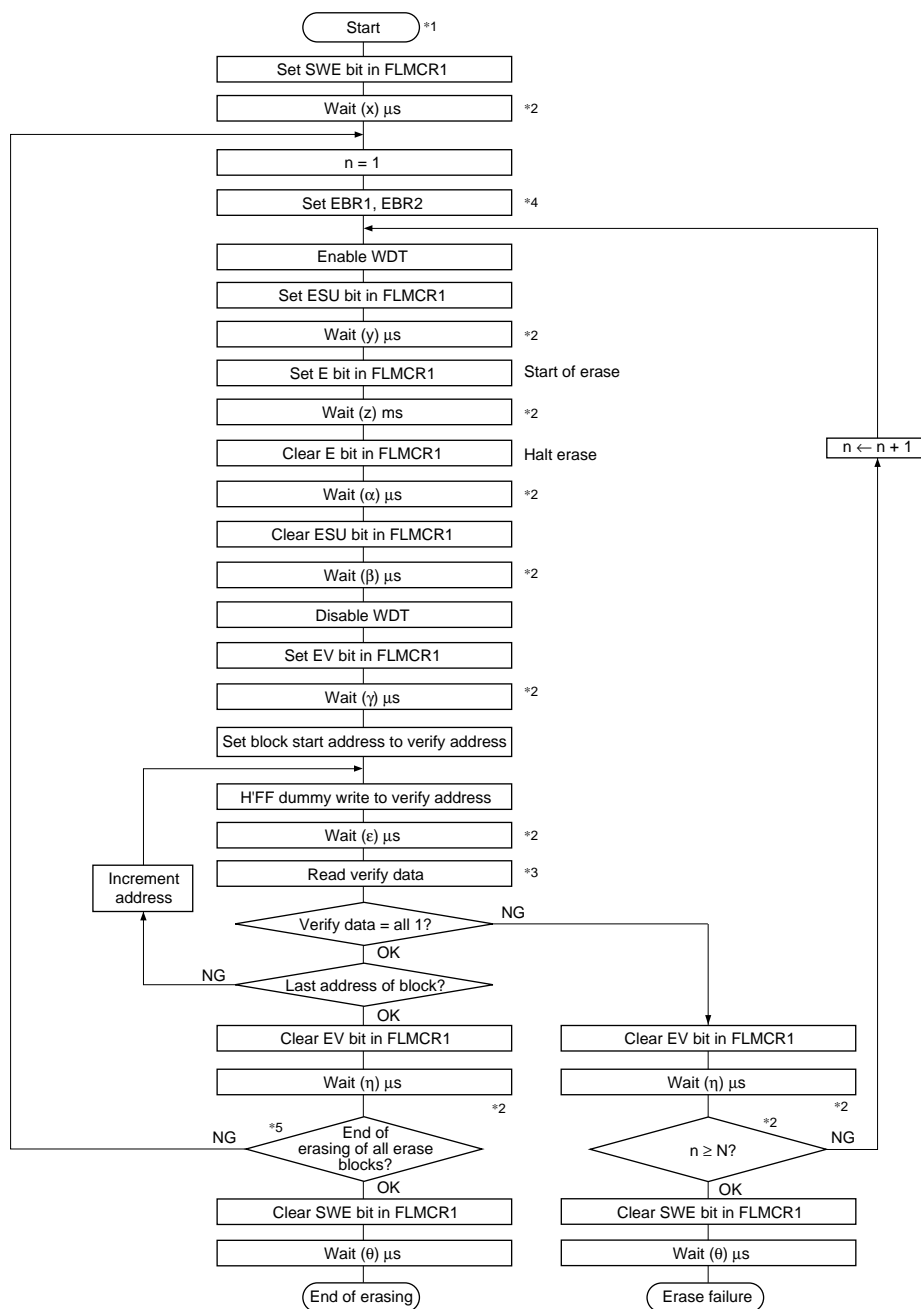 Start *1
Set SWE bit in FLMCR1
Wait (x) μs *2
n = 1
Set EBR1, EBR2 *4
Enable WDT
Set ESU bit in FLMCR1
Wait (y) μs *2
Set E bit in FLMCR1 Start of erase
Wait (z) ms *2
n ← n + 1
Clear E bit in FLMCR1 Halt erase
Wait (α) μs *2
Clear ESU bit in FLMCR1
Wait (β) μs *2
Disable WDT
Set EV bit in FLMCR1
Wait (γ) μs *2
Set block start address to verify address
H'FF dummy write to verify address
Wait (ε) μs *2
Increment
address
Read verify data *3
Verify data = all 1? NG
OK
NG Last address of block?
OK
Clear EV bit in FLMCR1 Clear EV bit in FLMCR1
Wait (η) μs Wait (η) μs
*2 *2
NG *5 End of
erasing of all erase
blocks?
*2 n ≥ N? NG
OK OK
Clear SWE bit in FLMCR1 Clear SWE bit in FLMCR1
Wait (θ) μs Wait (θ) μs
End of erasing Erase failure